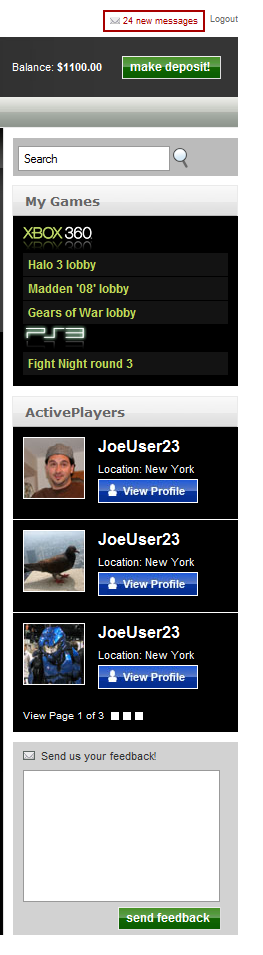 24 new messages Logout
Balance: $1100.00 make deposit!
Search
My Games
XBOX 360
Halo 3 lobby
Madden '08' lobby
Gears of War lobby
PS3
Fight Night round 3
ActivePlayers
JoeUser23
Location: New York
View Profile
JoeUser23
Location: New York
View Profile
JoeUser23
Location: New York
View Profile
View Page 1 of 3
Send us your feedback!
send feedback